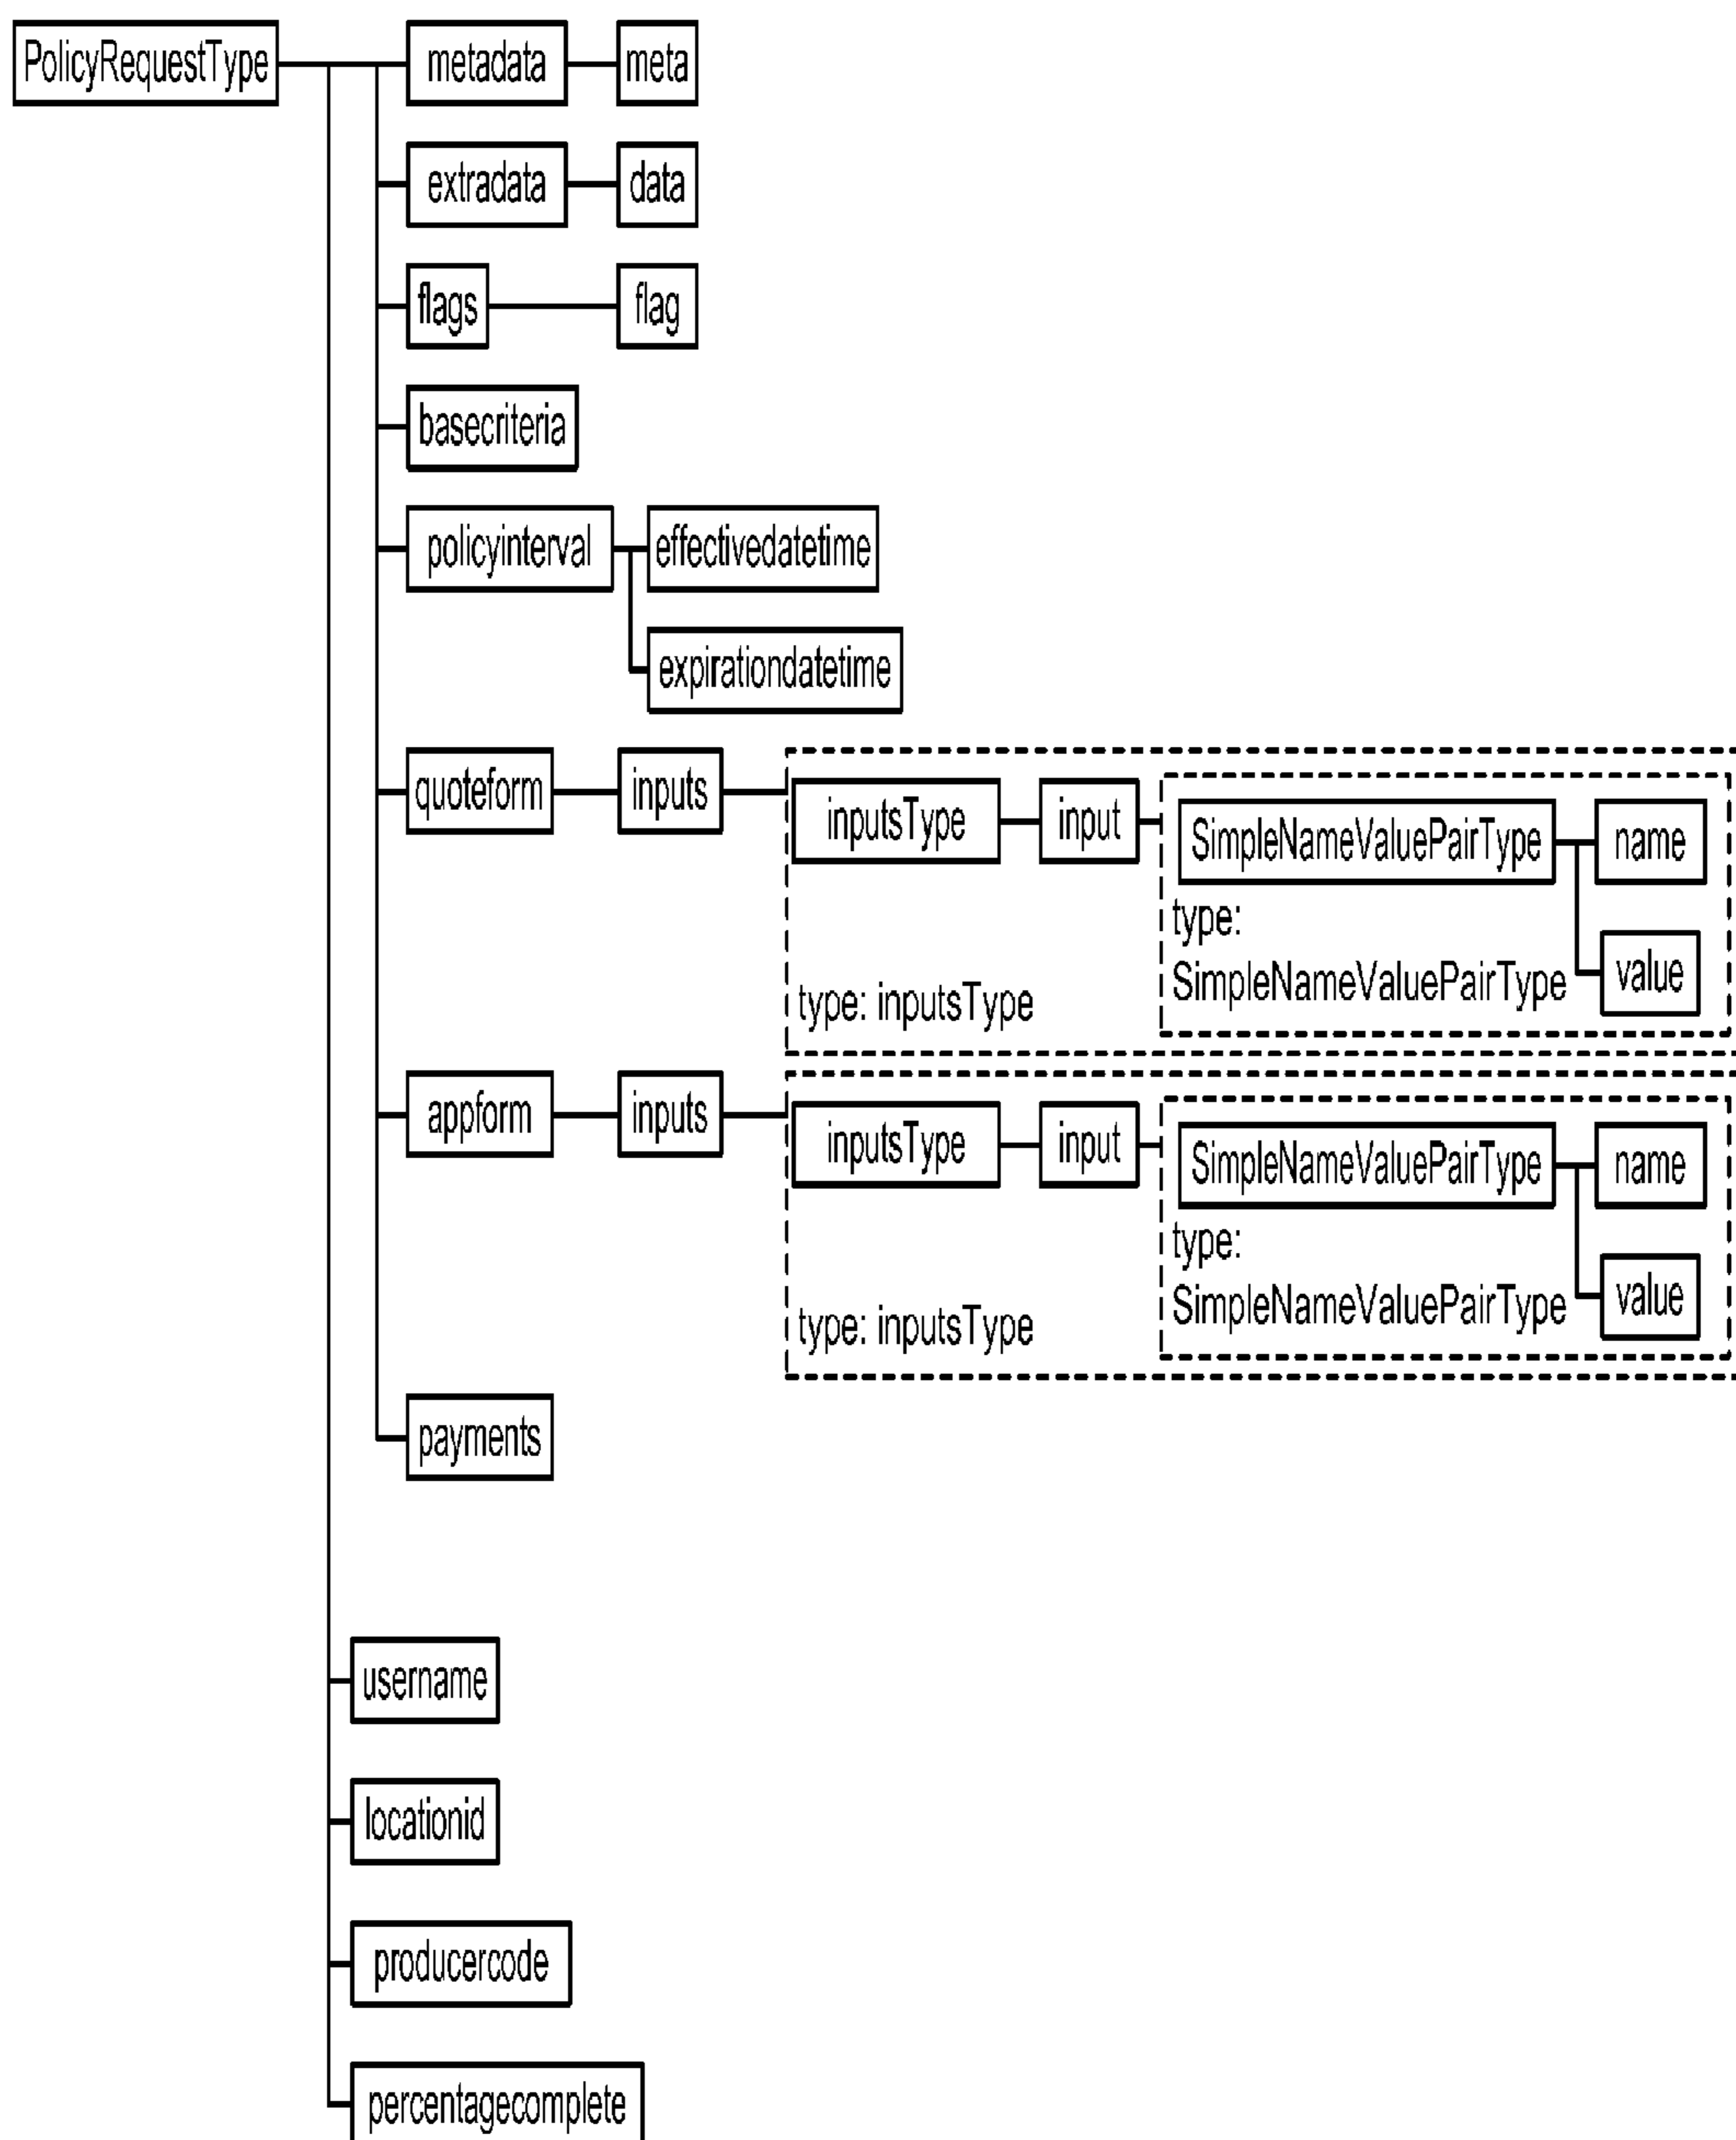 PolicyRequestType
metadata
meta
extradata
data
flags
flag
basecriteria
policyinterval
effectivedatetime
expirationdatetime
quoteform
inputs
inputsType
input
SimpleNameValuePairType
name
type:
SimpleNameValuePairType
value
type: inputsType
appform
inputs
inputsType
input
SimpleNameValuePairType
name
type:
SimpleNameValuePairType
value
type: inputsType
payments
username
locationid
producercode
percentagecomplete